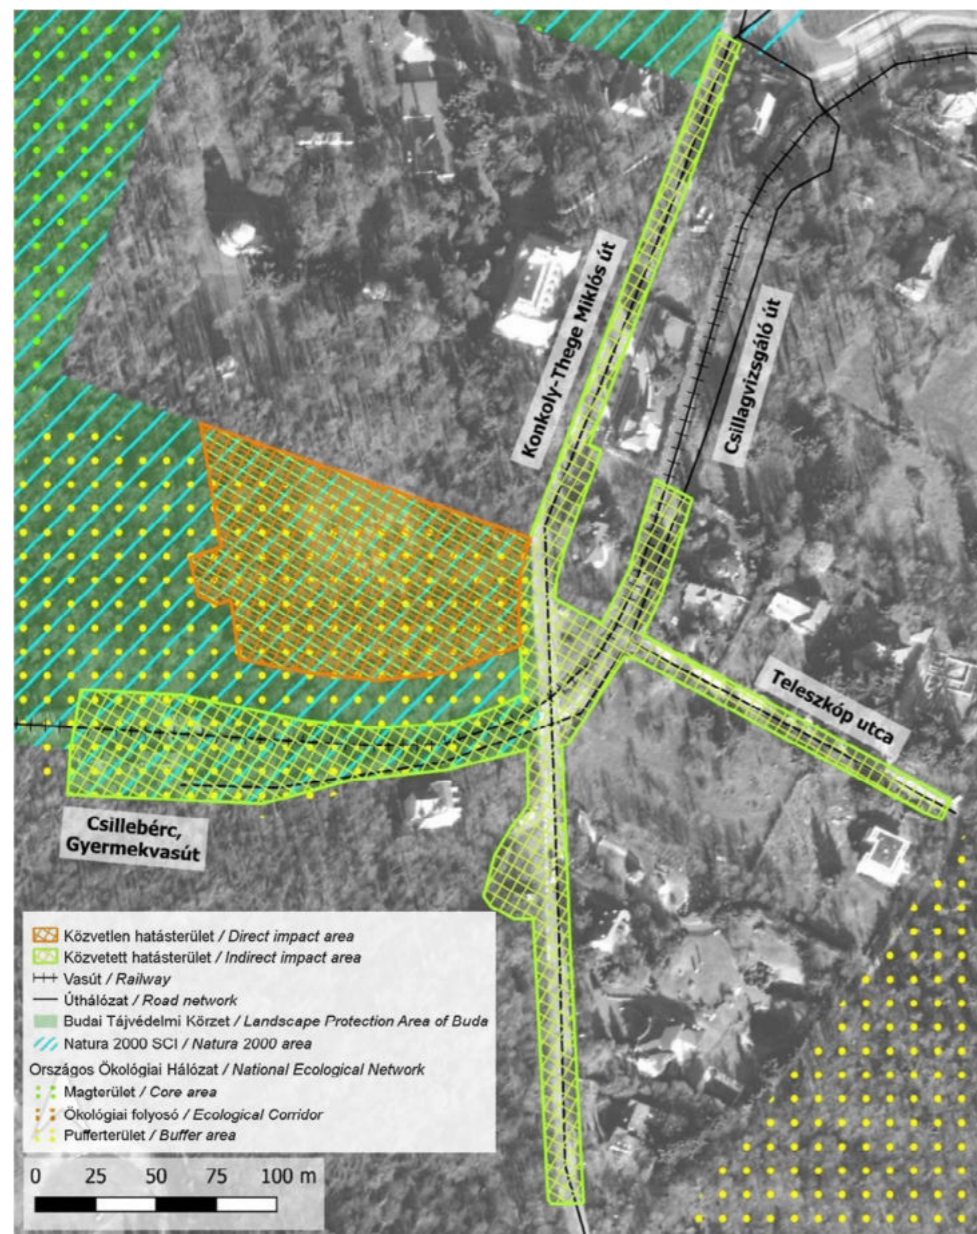 Konkoly-Thege Miklós út
Csillagvizsgáló út
Teleszkóp utca
Csillebérc,
Gyermekvasút
Közvetlen hatásterület / Direct impact area
Közvetett hatásterület / Indirect impact area
Vasút / Railway
Úthálózat / Road network
Budai Tájvédelmi Körzet / Landscape Protection Area of Buda
Natura 2000 SCI / Natura 2000 area
Országos Ökológiai Hálózat / National Ecological Network
Magterület / Core area
Ökológiai folyosó / Ecological Corridor
Pufferterület / Buffer area
0 25 50 75 100 m